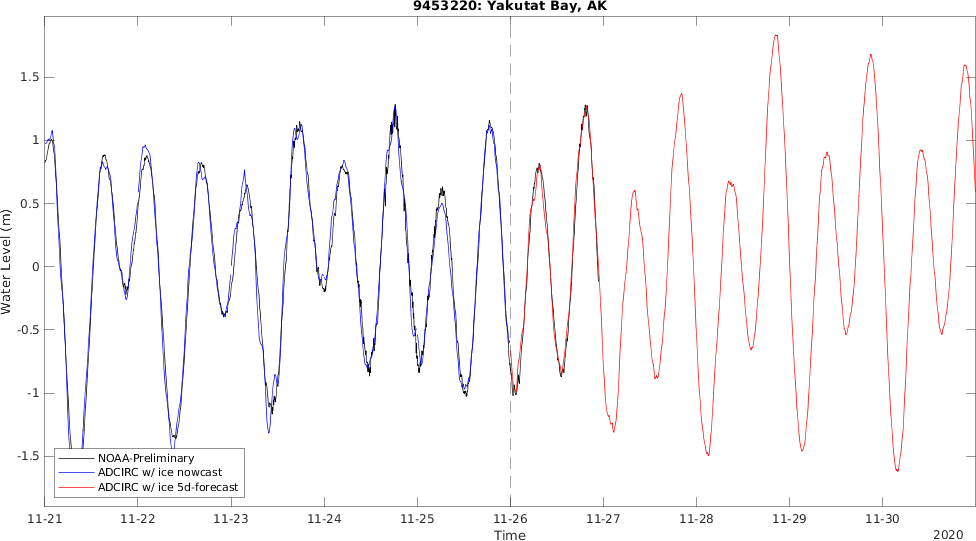 9453220: Yakutat Bay, AK
Water Level (m)
1.5
1
0.5
0
-0.5
-1
-1.5
NOAA-Preliminary
ADCIRC w/ ice nowcast
ADCIRC w/ ice 5d-forecast
11-21 11-22 11-23 11-24 11-25 11-26 11-27 11-28 11-29 11-30
Time
2020